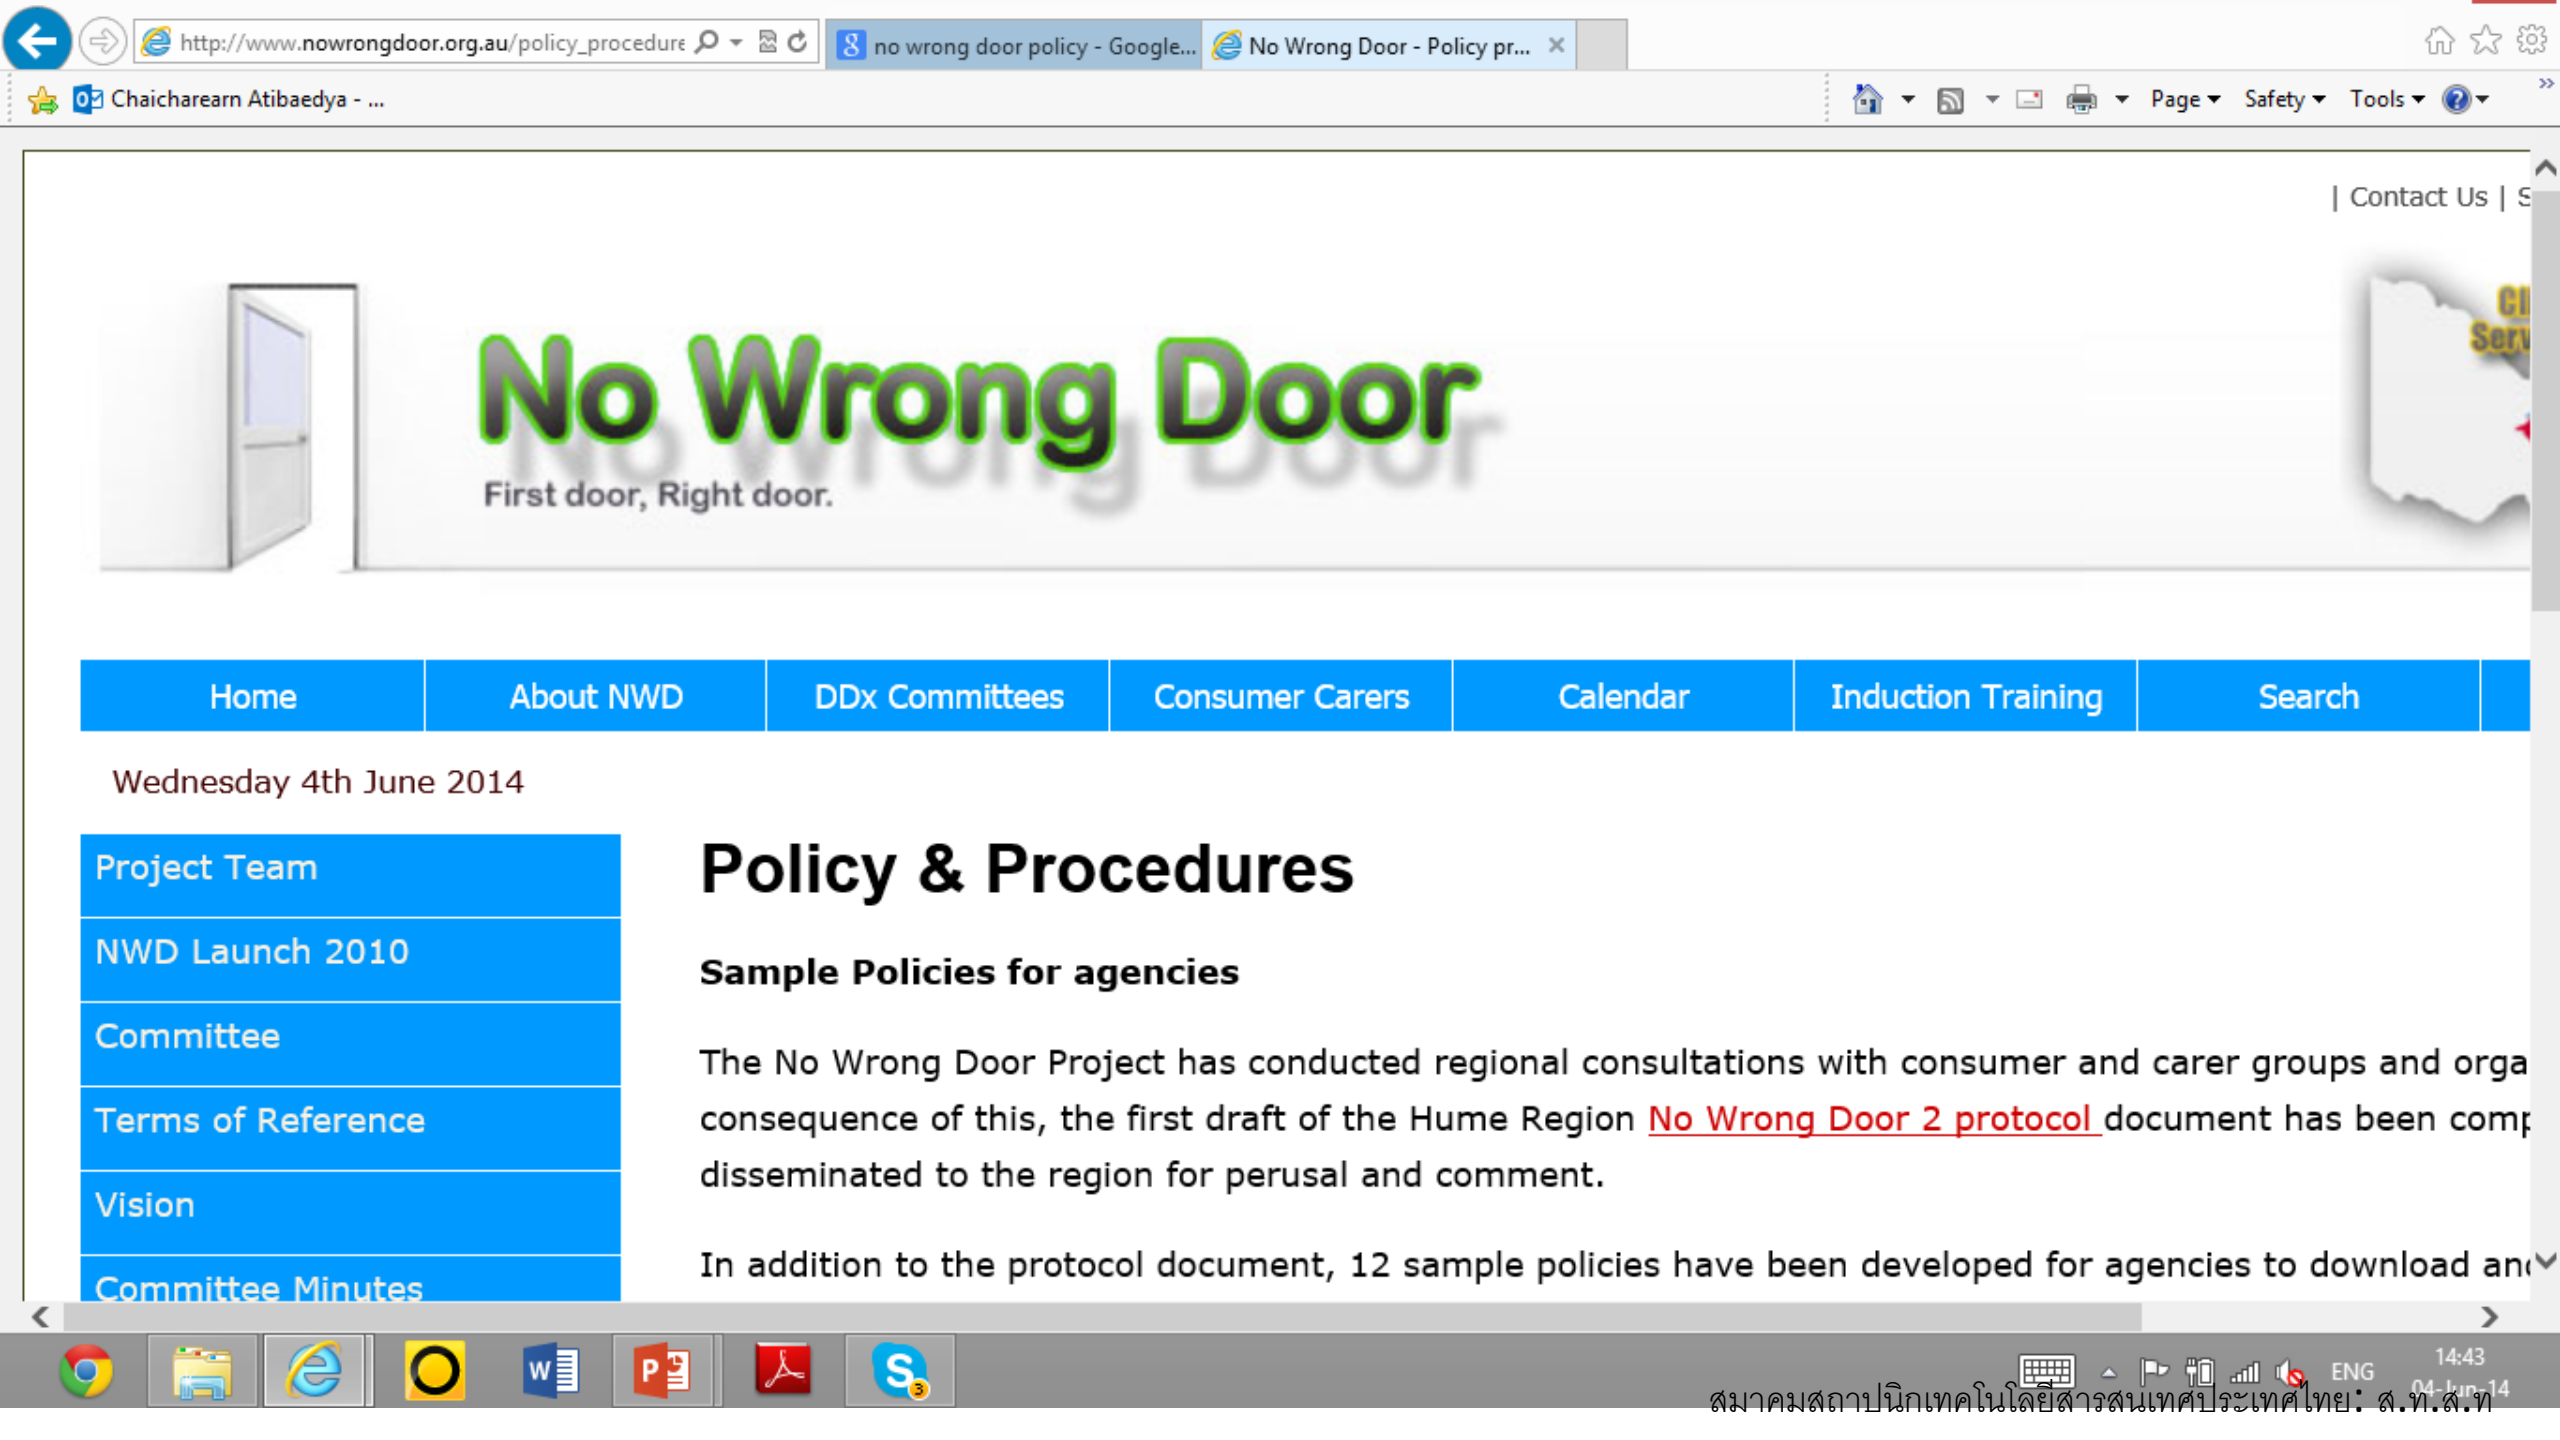 http://www.nowrongdoor.org.au/policy_procedure
no wrong door policy - Google...
No Wrong Door - Policy pr...
Chaicharearn Atibaedya - ...
Page
Safety
Tools
| Contact Us |
No Wrong Door
First door, Right door.
Home
About NWD
DDx Committees
Consumer Carers
Calendar
Induction Training
Search
Wednesday 4th June 2014
Project Team
NWD Launch 2010
Committee
Terms of Reference
Vision
Committee Minutes
Policy & Procedures
Sample Policies for agencies
The No Wrong Door Project has conducted regional consultations with consumer and carer groups and orga
consequence of this, the first draft of the Hume Region No Wrong Door 2 protocol document has been comp
disseminated to the region for perusal and comment.
In addition to the protocol document, 12 sample policies have been developed for agencies to download and
ENG
14:43
04-Jun-14
สมาคมสถาปนิกเทคโนโลยีสารสนเทศประเทศไทย: ส.ท.ส.ท